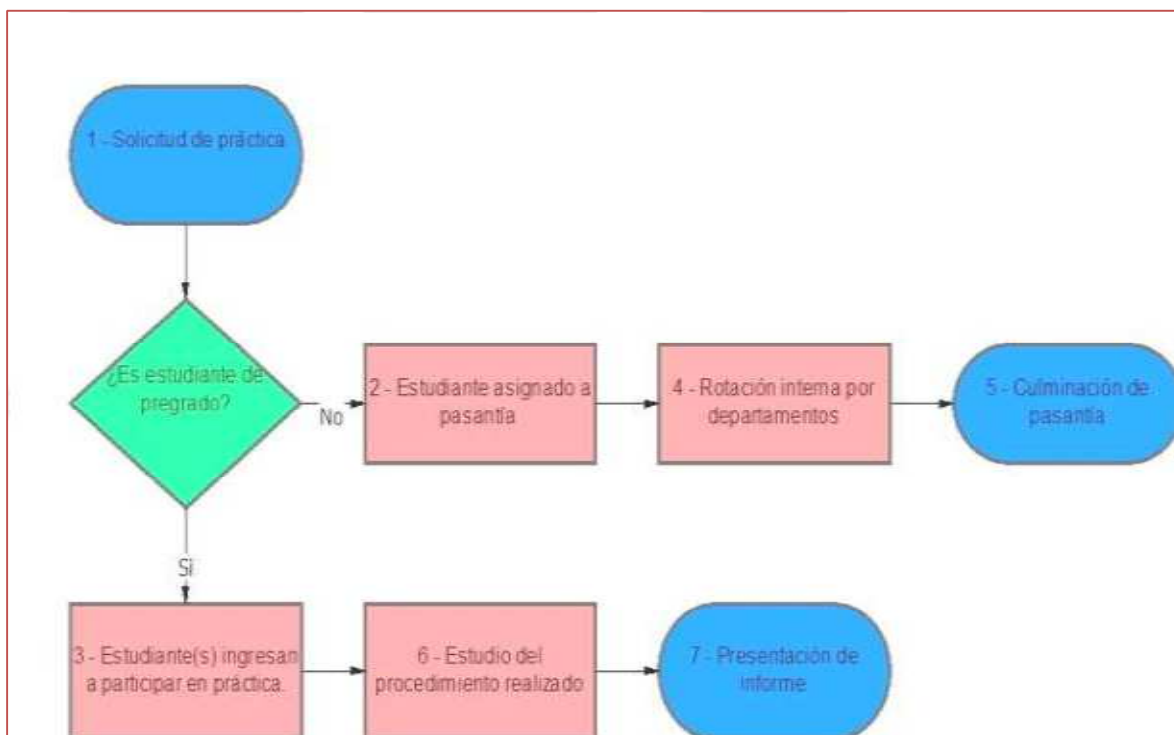 1 - Solicitud de práctica
¿Es estudiante de
pregrado?
No
2 - Estudiante asignado a
pasantía
4 - Rotación interna por
departamentos
5 - Culminación de
pasantía
Si
3 - Estudiante(s) ingresan
a participar en práctica.
6 - Estudio del
procedimiento realizado
7 - Presentación de
informe